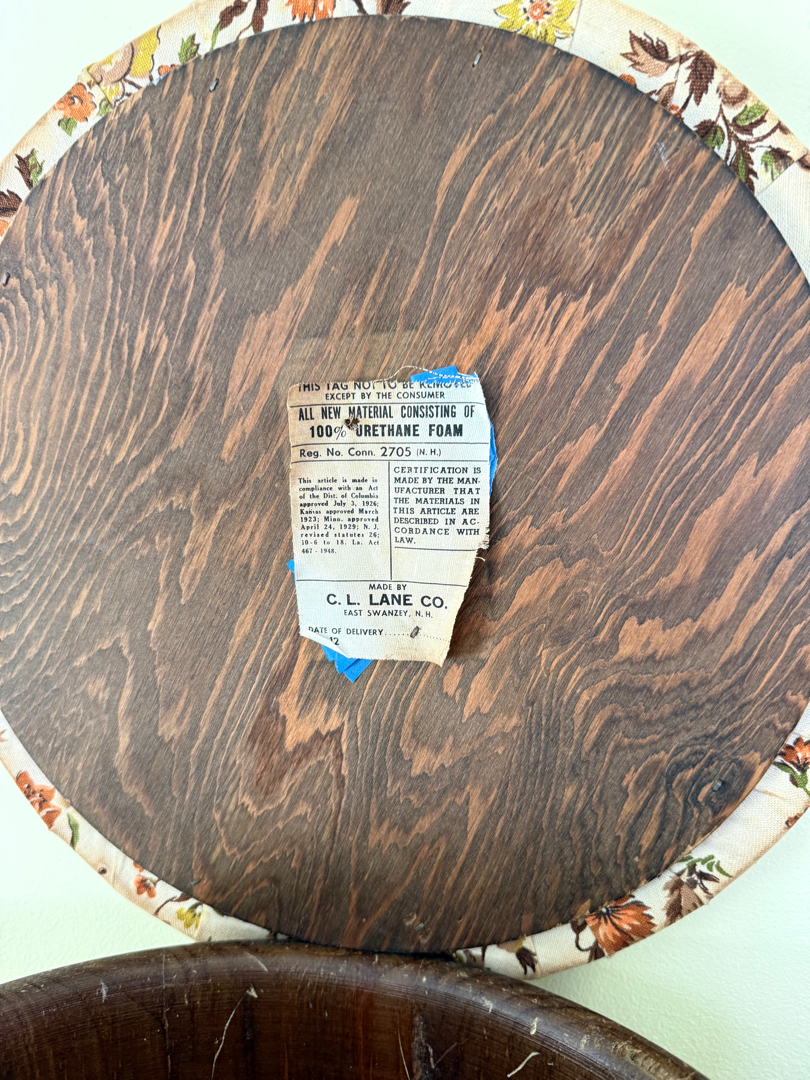 THIS TAG NOT TO BE REMOVED
EXCEPT BY THE CONSUMER
ALL NEW MATERIAL CONSISTING OF
100% URETHANE FOAM
Reg. No. Conn. 2705 (N. H.)
This article is made in
compliance with an Act
of the Dist. of Columbia
approved July 3, 1926;
Kansas approved March
1923; Minn. approved
April 24, 1929; N. J.
revised statutes 26;
10-6 to 18. La. Act
467 - 1948.
CERTIFICATION IS
MADE BY THE MAN-
UFACTURER THAT
THE MATERIALS IN
THIS ARTICLE ARE
DESCRIBED IN AC-
CORDANCE WITH
LAW.
MADE BY
C. L. LANE CO.
EAST SWANZEY, N. H.
DATE OF DELIVERY
12